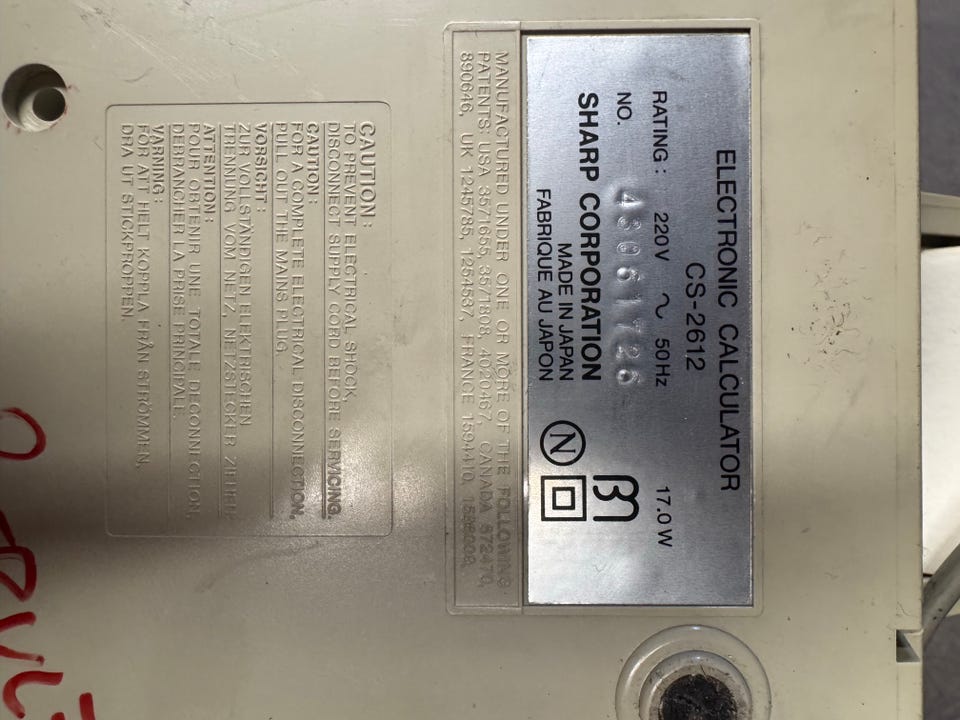 ELECTRONIC CALCULATOR
CS-2612
RATING : 220V ~ 50Hz 17.0W
NO. 43061726
SHARP CORPORATION
MADE IN JAPAN
FABRIQUE AU JAPON
N
MANUFACTURED UNDER ONE OR MORE OF THE FOLLOWING
PATENTS: USA 3571655, 3571808, 4020467, CANADA 972470,
890646, UK 1245785, 1254537, FRANCE 1594410,
CAUTION :
TO PREVENT ELECTRICAL SHOCK,
DISCONNECT SUPPLY CORD BEFORE SERVICING.
CAUTION :
FOR A COMPLETE ELECTRICAL DISCONNECTION,
PULL OUT THE MAINS PLUG.
VORSICHT :
ZUR VOLLSTÄNDIGEN ELEKTRISCHEN
TRENNUNG VOM NETZ, NETZSTECKER ZIEHEN
ATTENTION :
POUR OBTENIR UNE TOTALE DECONNECTION,
DEBRANCHER LA PRISE PRINCIPALE.
VARNING :
FÖR ATT HELT KOPPLA FRÅN STRÖMMEN,
DRA UT STICKPROPPEN.